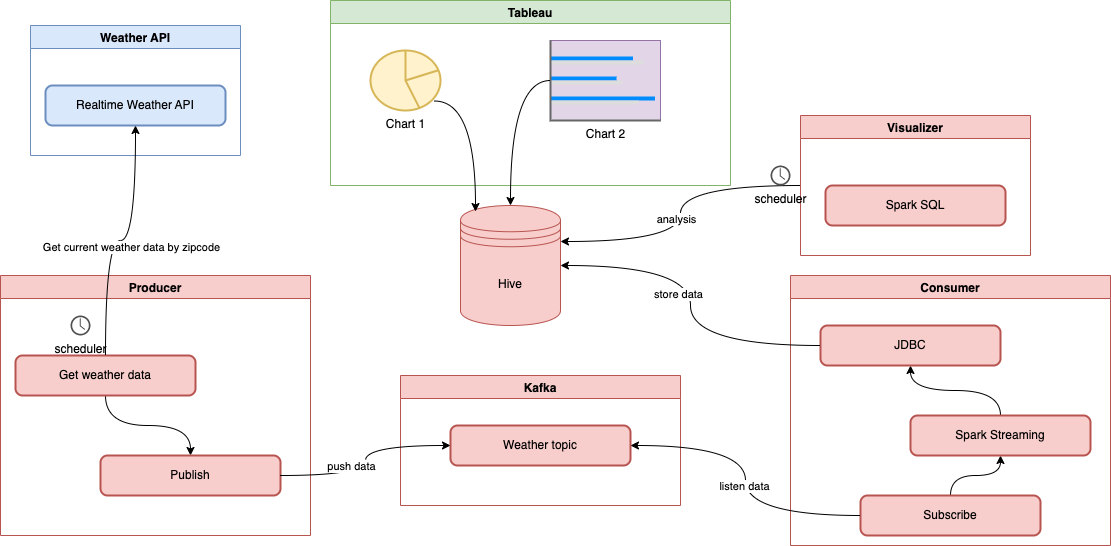 Tableau
Weather API
Realtime Weather API
Chart 1
Chart 2
Visualizer
scheduler
Spark SQL
analysis
Get current weather data by zipcode
Hive
Producer
Consumer
store data
scheduler
JDBC
Get weather data
Kafka
Weather topic
Spark Streaming
push data
Publish
listen data
Subscribe